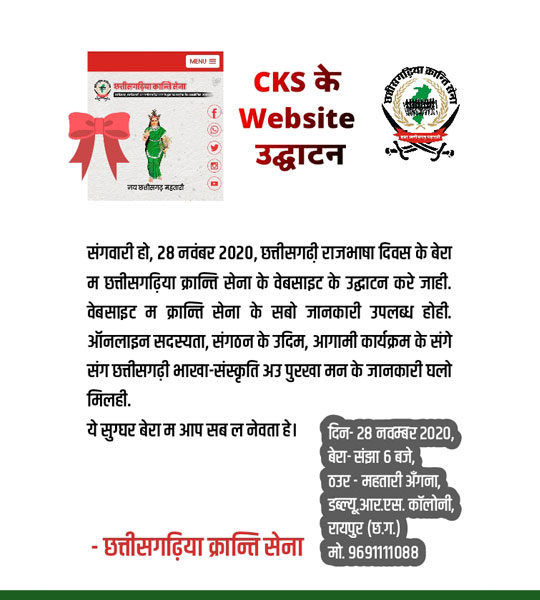 MENU
छत्तीसगढ़िया क्रान्ति सेना
जय छत्तीसगढ़ महतारी
CKS के
Website
उद्घाटन
छत्तीसगढ़िया क्रान्ति सेना
संगवारी हो, 28 नवंबर 2020, छत्तीसगढी़ राजभाषा दिवस के बेरा
म छत्तीसगढ़िया क्रान्ति सेना के वेबसाइट के उद्घाटन करे जाही.
वेबसाइट म क्रान्ति सेना के सबो जानकारी उपलब्ध होही.
ऑनलाइन सदस्यता, संगठन के उदिम, आगामी कार्यक्रम के संगे
संग छत्तीसगढ़ी भाखा-संस्कृति अउ पुरखा मन के जानकारी घलो
मिलही.
ये सुग्घर बेरा म आप सब ल नेवता हे।
दिन- 28 नवम्बर 2020,
बेरा- संझा 6 बजे,
ठउर - महतारी अँगना,
डब्ल्यू.आर.एस. कॉलोनी,
रायपुर (छ.ग.)
मो. 9691111088
- छत्तीसगढ़िया क्रान्ति सेना